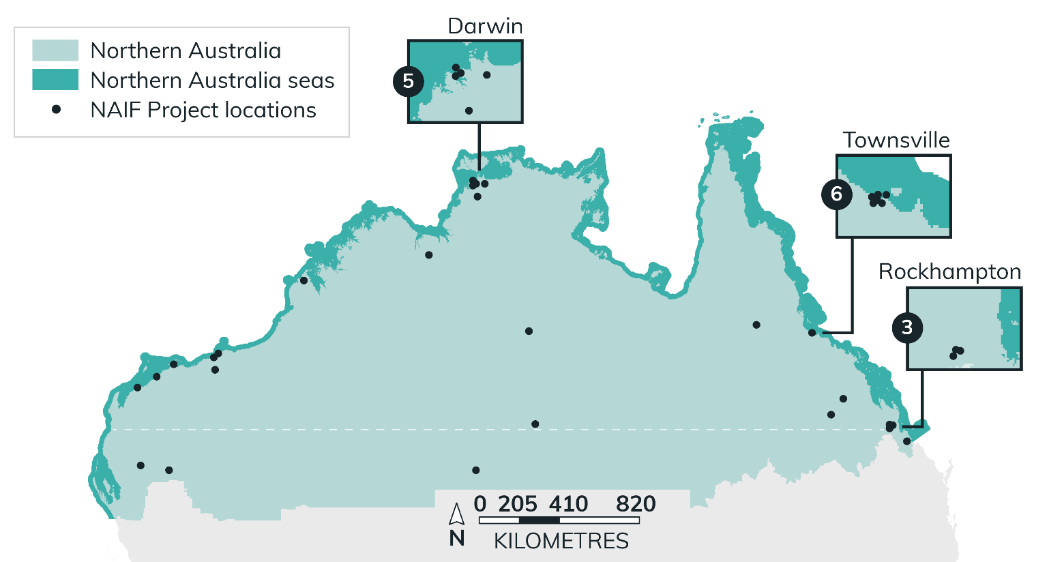 Northern Australia
Northern Australia seas
NAIF Project locations
Darwin
5
Townsville
6
Rockhampton
3
0 205 410 820
N
KILOMETRES